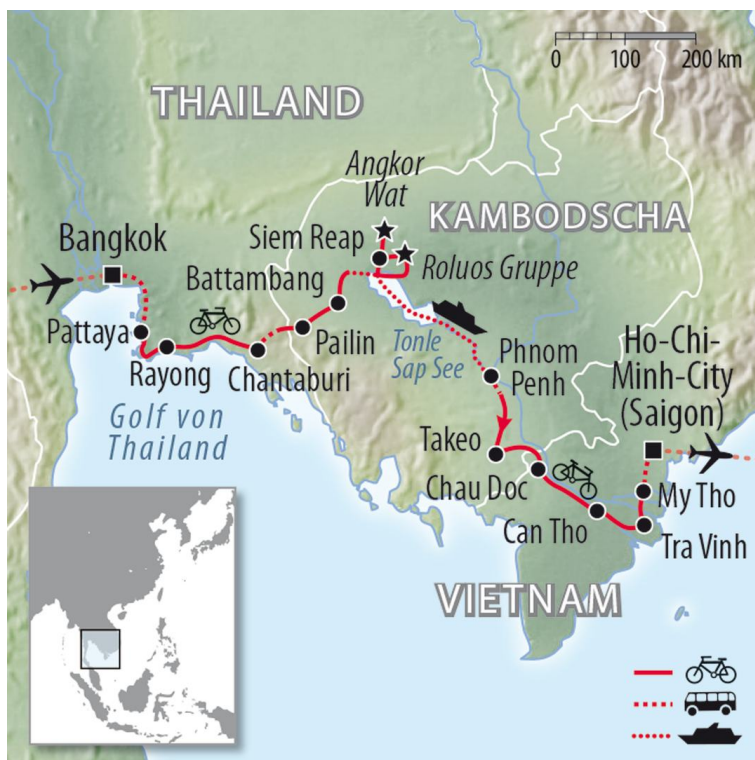 0
100
200 km
THAILAND
Angkor
Wat
KAMBODSCHA
Siem Reap
Bangkok
Roluos Gruppe
Battambang
Pattaya
Rayong
Chantaburi
Pailin
Tonle
Sap See
Phnom
Penh
Ho-Chi-
Minh-City
(Saigon)
Golf von
Thailand
Takeo
Chau Doc
My Tho
Can Tho
Tra Vinh
VIETNAM